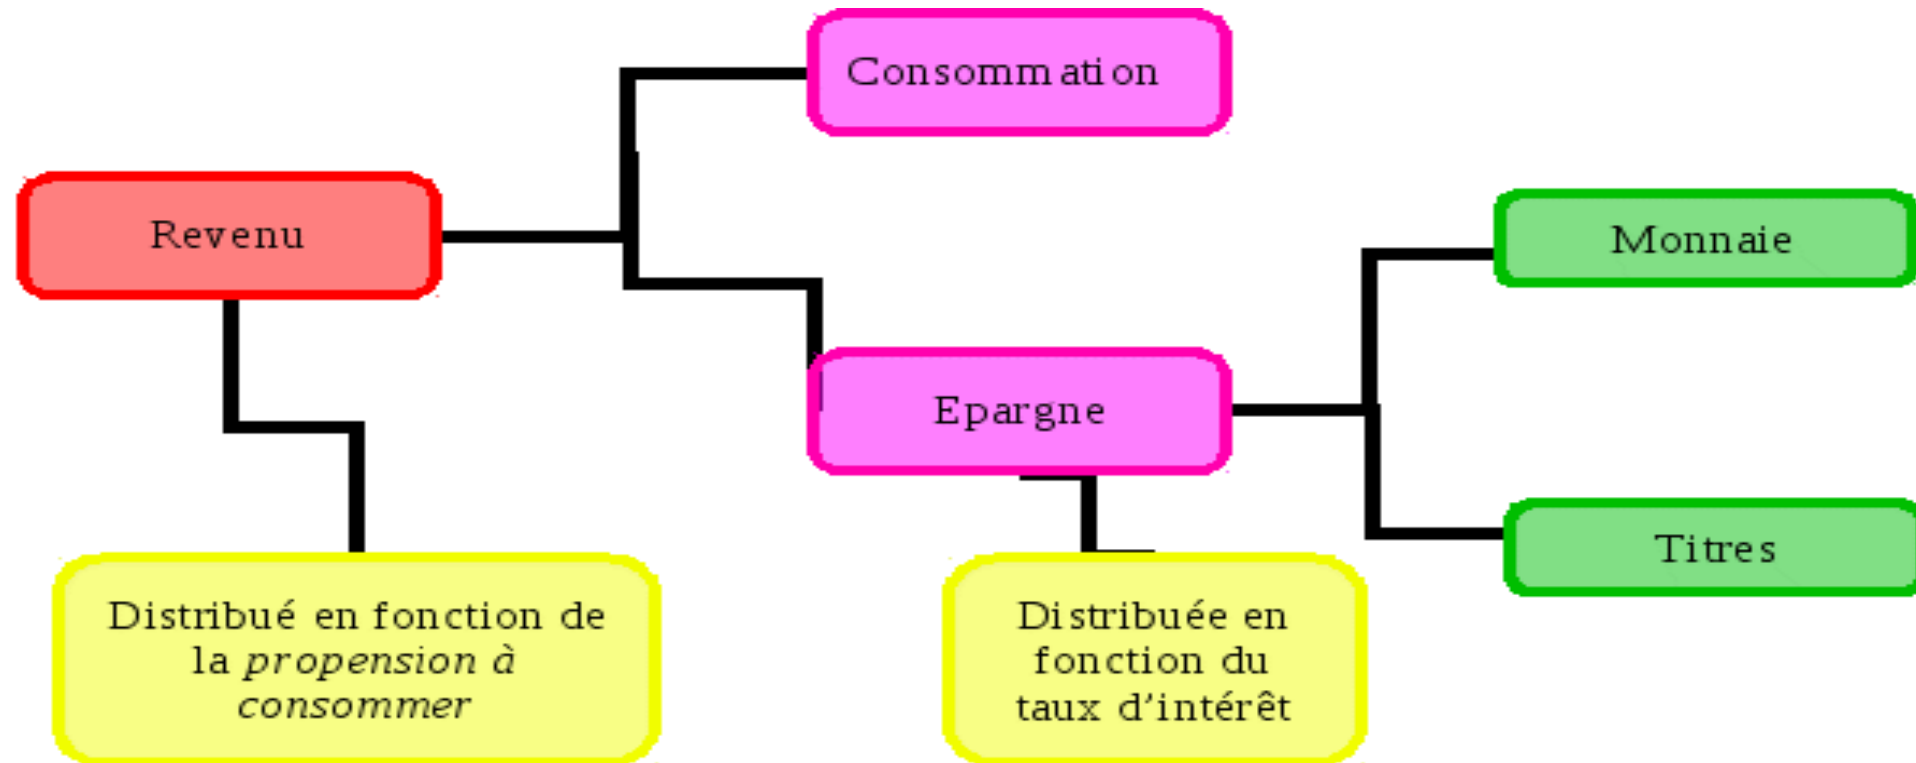 Consommation
Revenu
Monnaie
Epargne
Titres
Distribué en fonction de
la propension à
consommer
Distribuée en
fonction du
taux d'intérêt